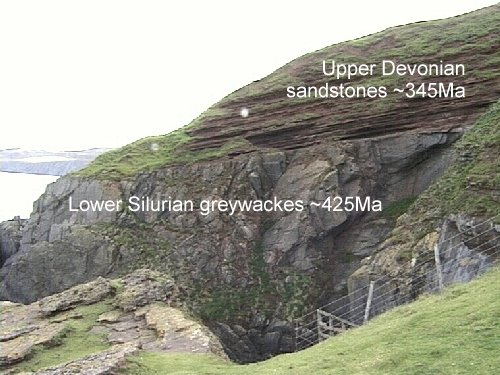 Upper Devonian
sandstones ~345Ma
Lower Silurian greywackes ~425Ma